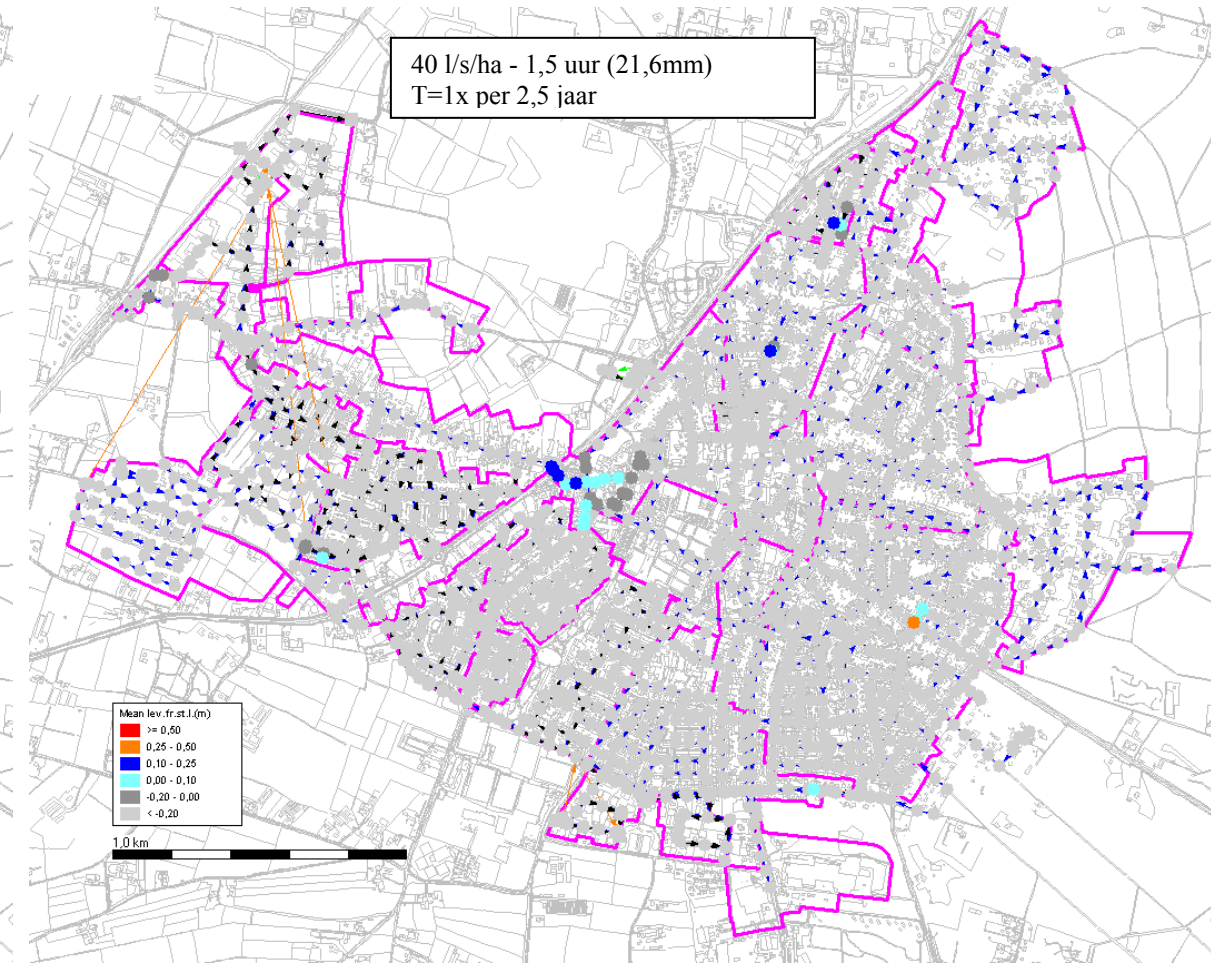 40 l/s/ha - 1,5 uur (21,6mm)
T=1x per 2,5 jaar
Mean lev.fr.st.l.(m)
>= 0,50
0,25 - 0,50
0,10 - 0,25
0,00 - 0,10
-0,20 - 0,00
< -0,20
1,0 km